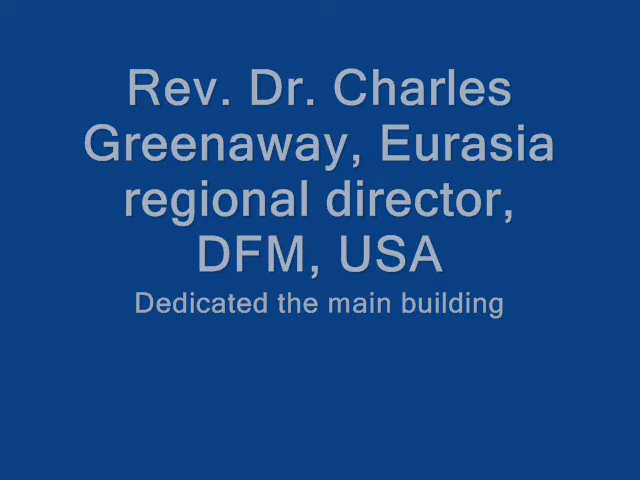 Rev. Dr. Charles
Greenaway, Eurasia
regional director,
DFM, USA
Dedicated the main building